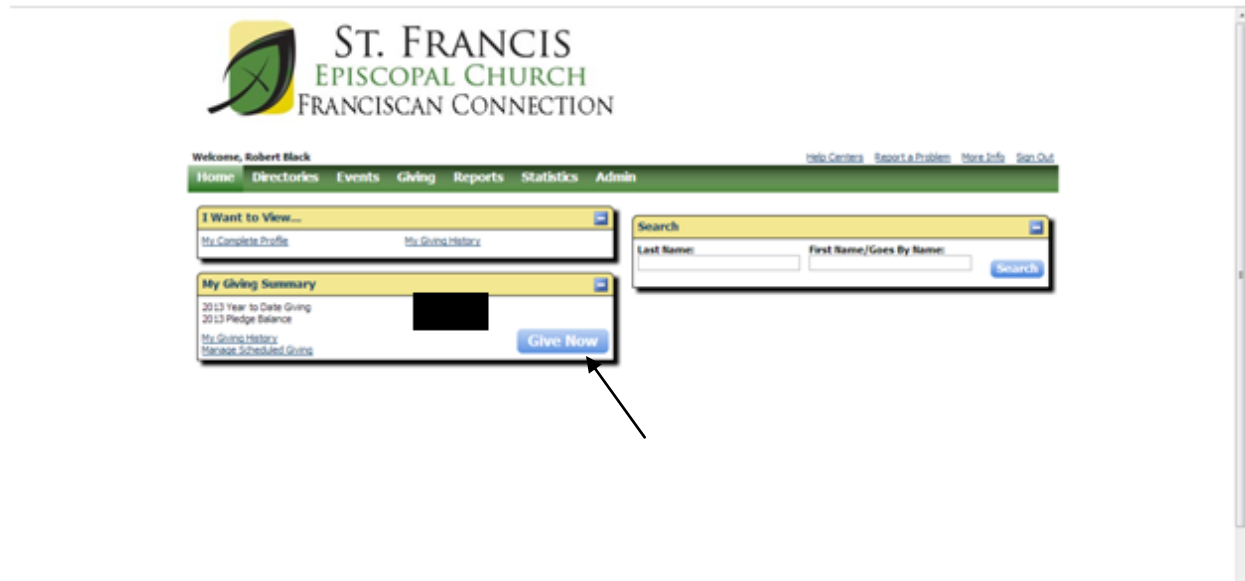 ST. FRANCIS
EPISCOPAL CHURCH
FRANCISCAN CONNECTION
Welcome, Robert Black
Help Centers Report a Problem More Info Sign Out
Home Directories Events Giving Reports Statistics Admin
I Want to View...
My Complete Profile My Giving History
Search
Last Name: First Name/Goes By Name:
Search
My Giving Summary
2013 Year to Date Giving
2013 Pledge Balance
My Giving History
Manage Scheduled Giving
Give Now